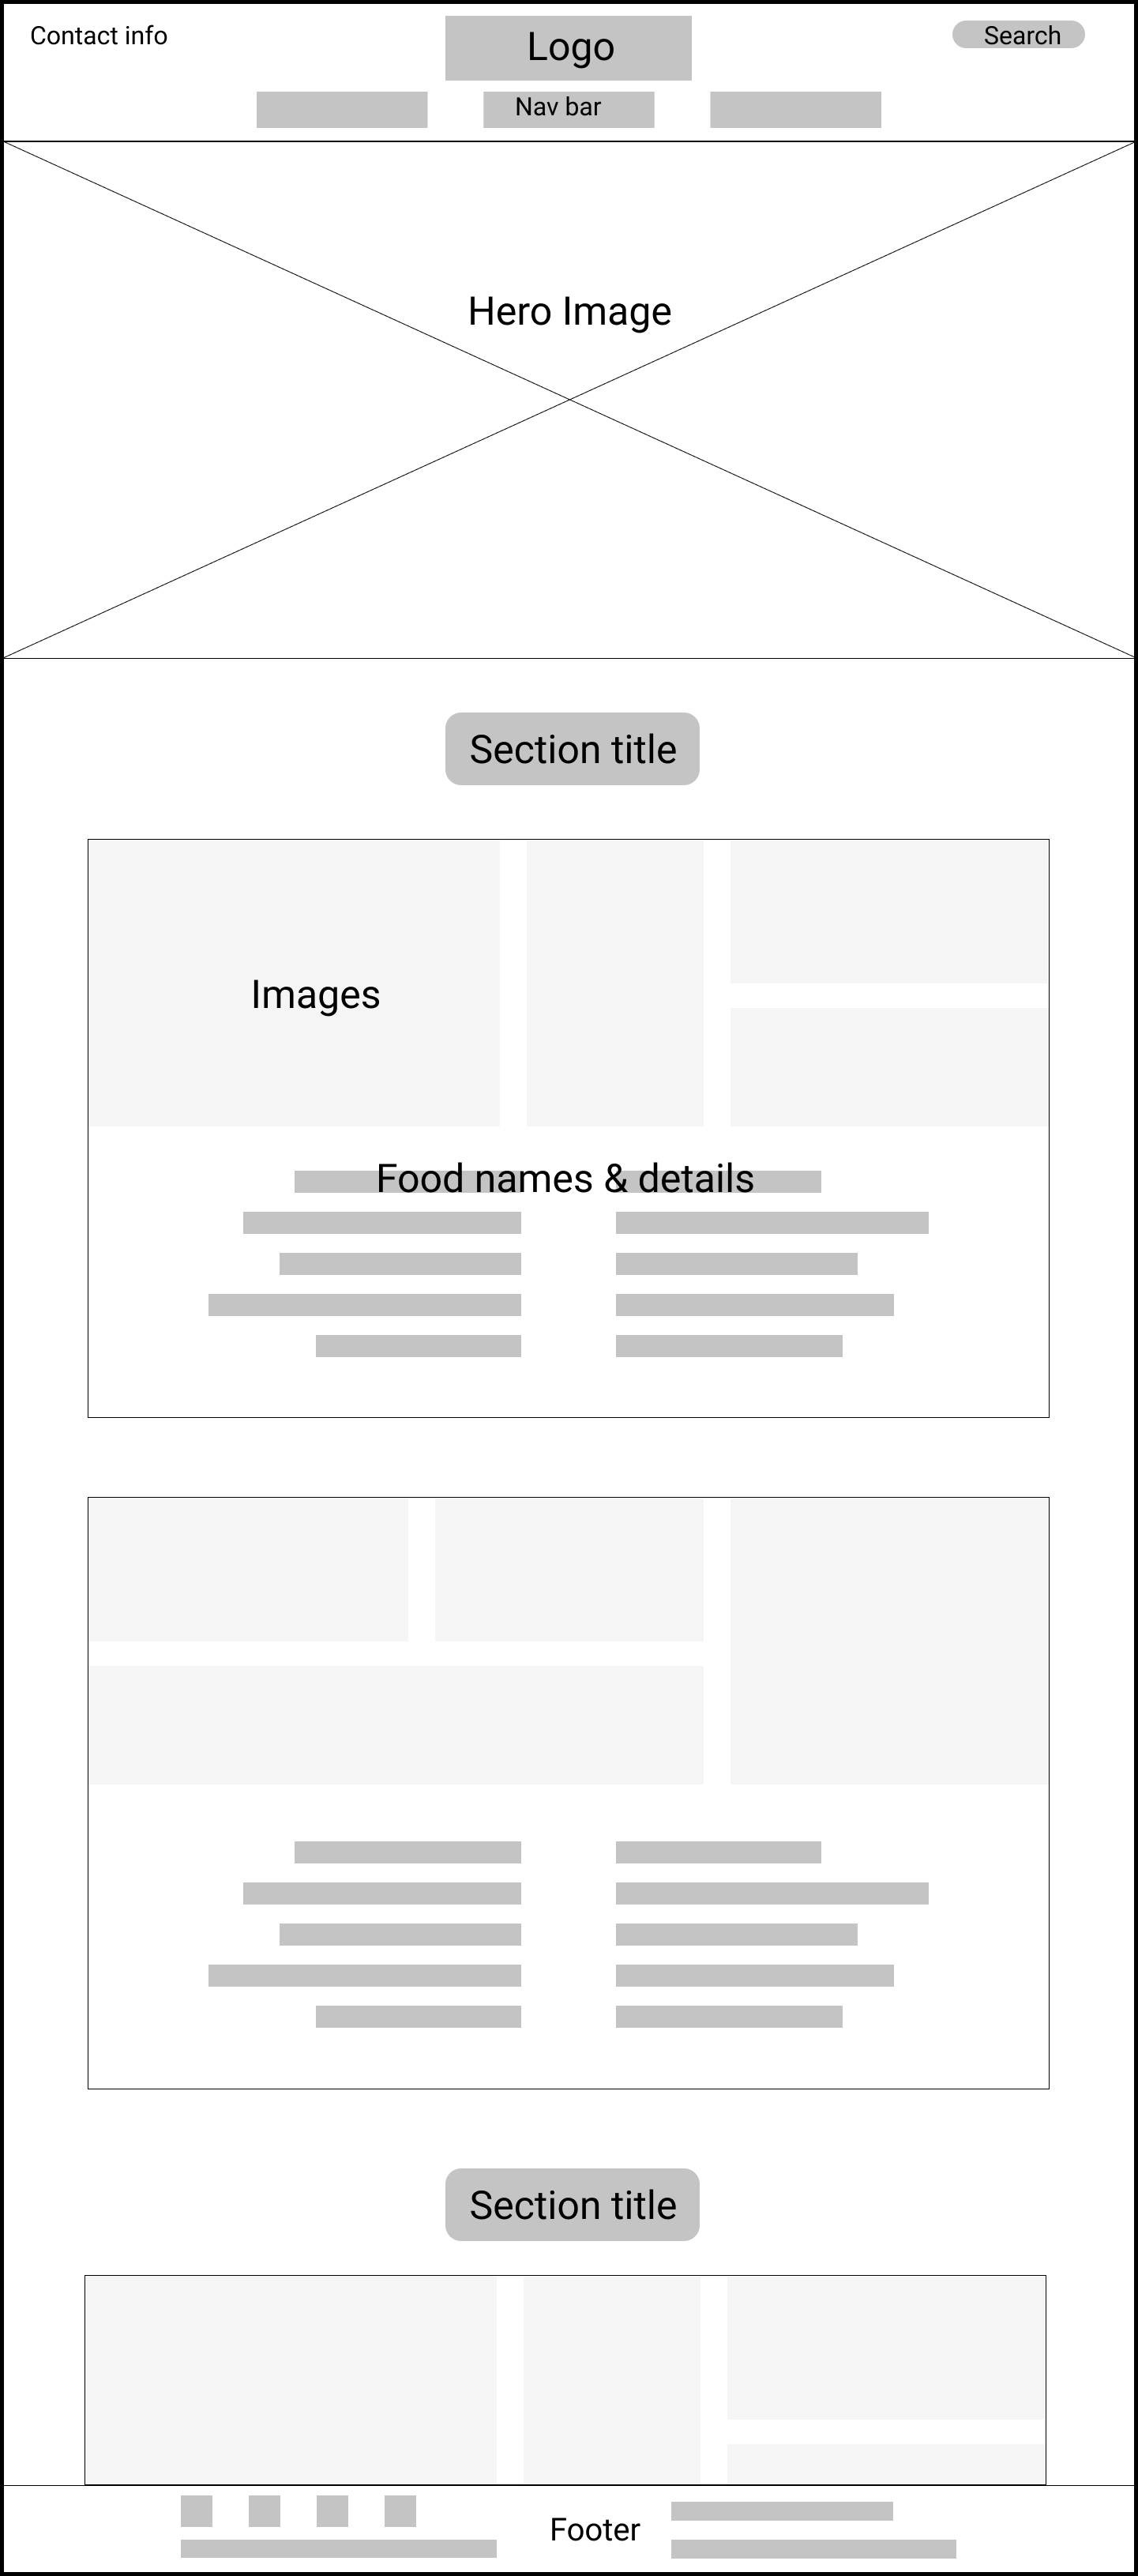 Contact info
Logo
Search
Nav bar
Hero Image
Section title
Images
Food names & details
Section title
Footer